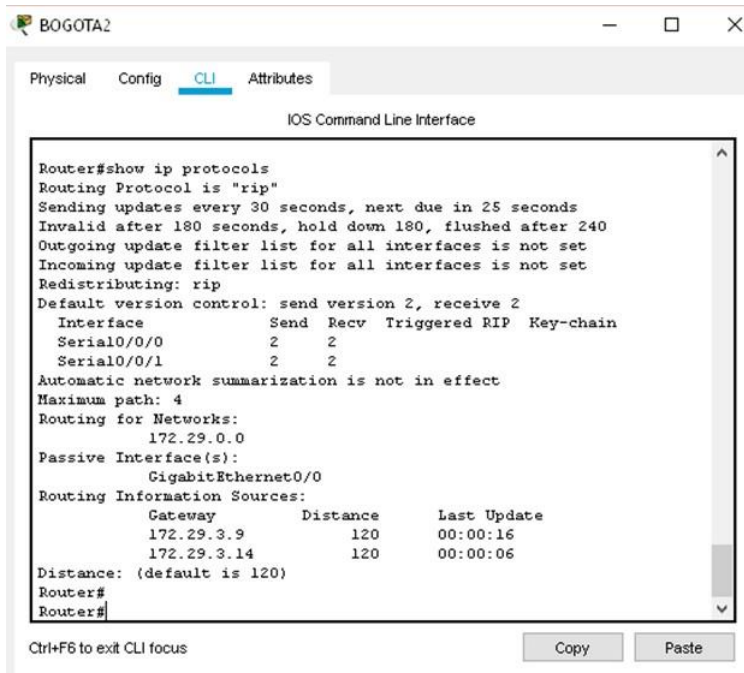 BOGOTA2
Physical Config CLI Attributes
IOS Command Line Interface
Router#show ip protocols
Routing Protocol is "rip"
Sending updates every 30 seconds, next due in 25 seconds
Invalid after 180 seconds, hold down 180, flushed after 240
Outgoing update filter list for all interfaces is not set
Incoming update filter list for all interfaces is not set
Redistributing: rip
Default version control: send version 2, receive 2
Interface Send Recv Triggered RIP Key-chain
Serial0/0/0 2 2
Serial0/0/1 2 2
Automatic network summarization is not in effect
Maximum path: 4
Routing for Networks:
172.29.0.0
Passive Interface(s):
GigabitEthernet0/0
Routing Information Sources:
Gateway Distance Last Update
172.29.3.9 120 00:00:16
172.29.3.14 120 00:00:06
Distance: (default is 120)
Router#
Router#
Ctrl+F6 to exit CLI focus Copy Paste